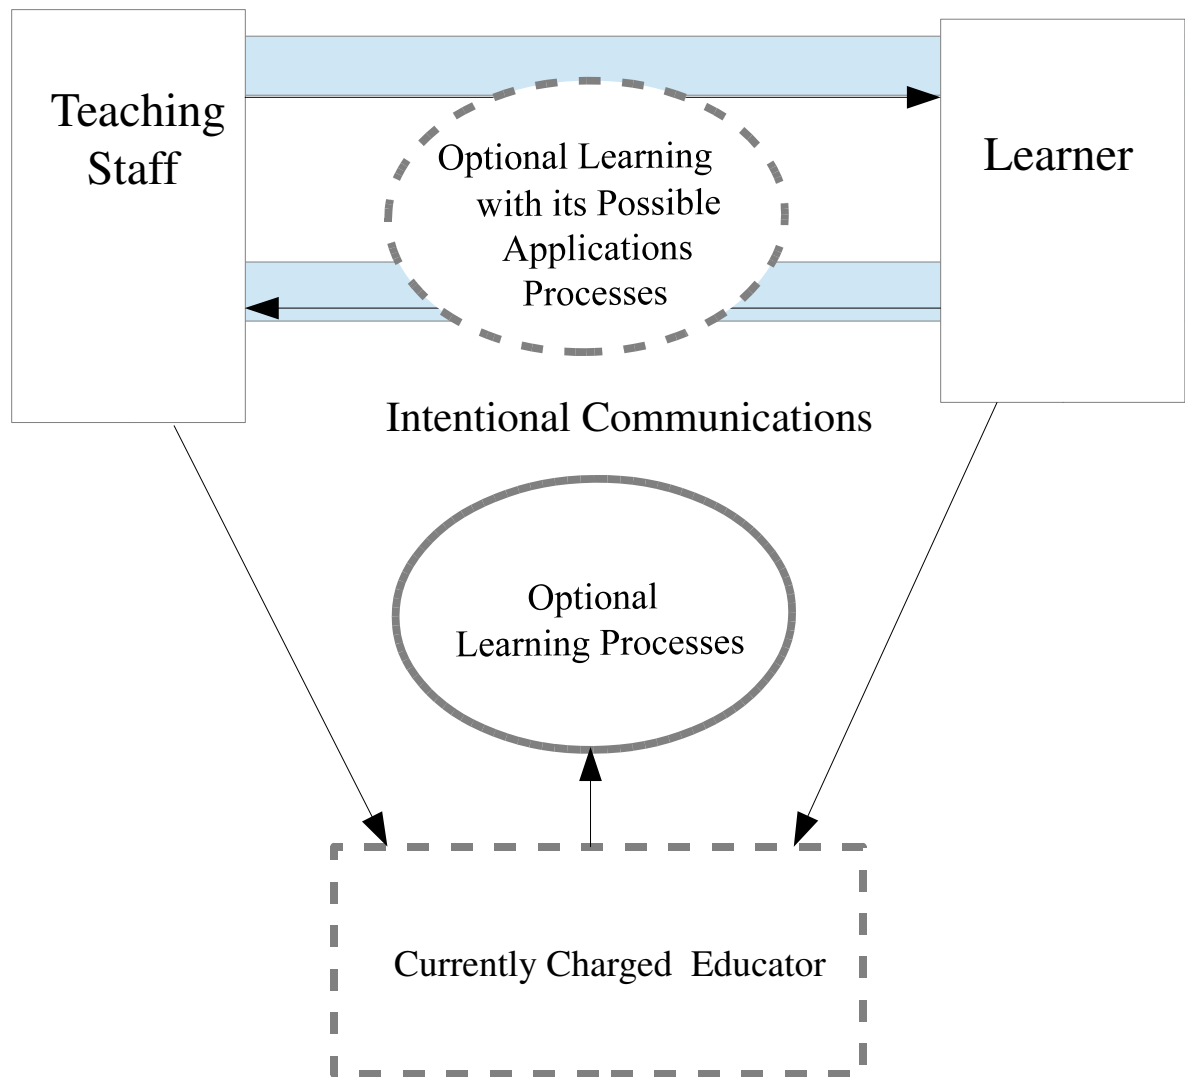 Teaching
Staff
Learner
Optional Learning
with its Possible
Applications
Processes
Intentional Communications
Optional
Learning Processes
Currently Charged  Educator